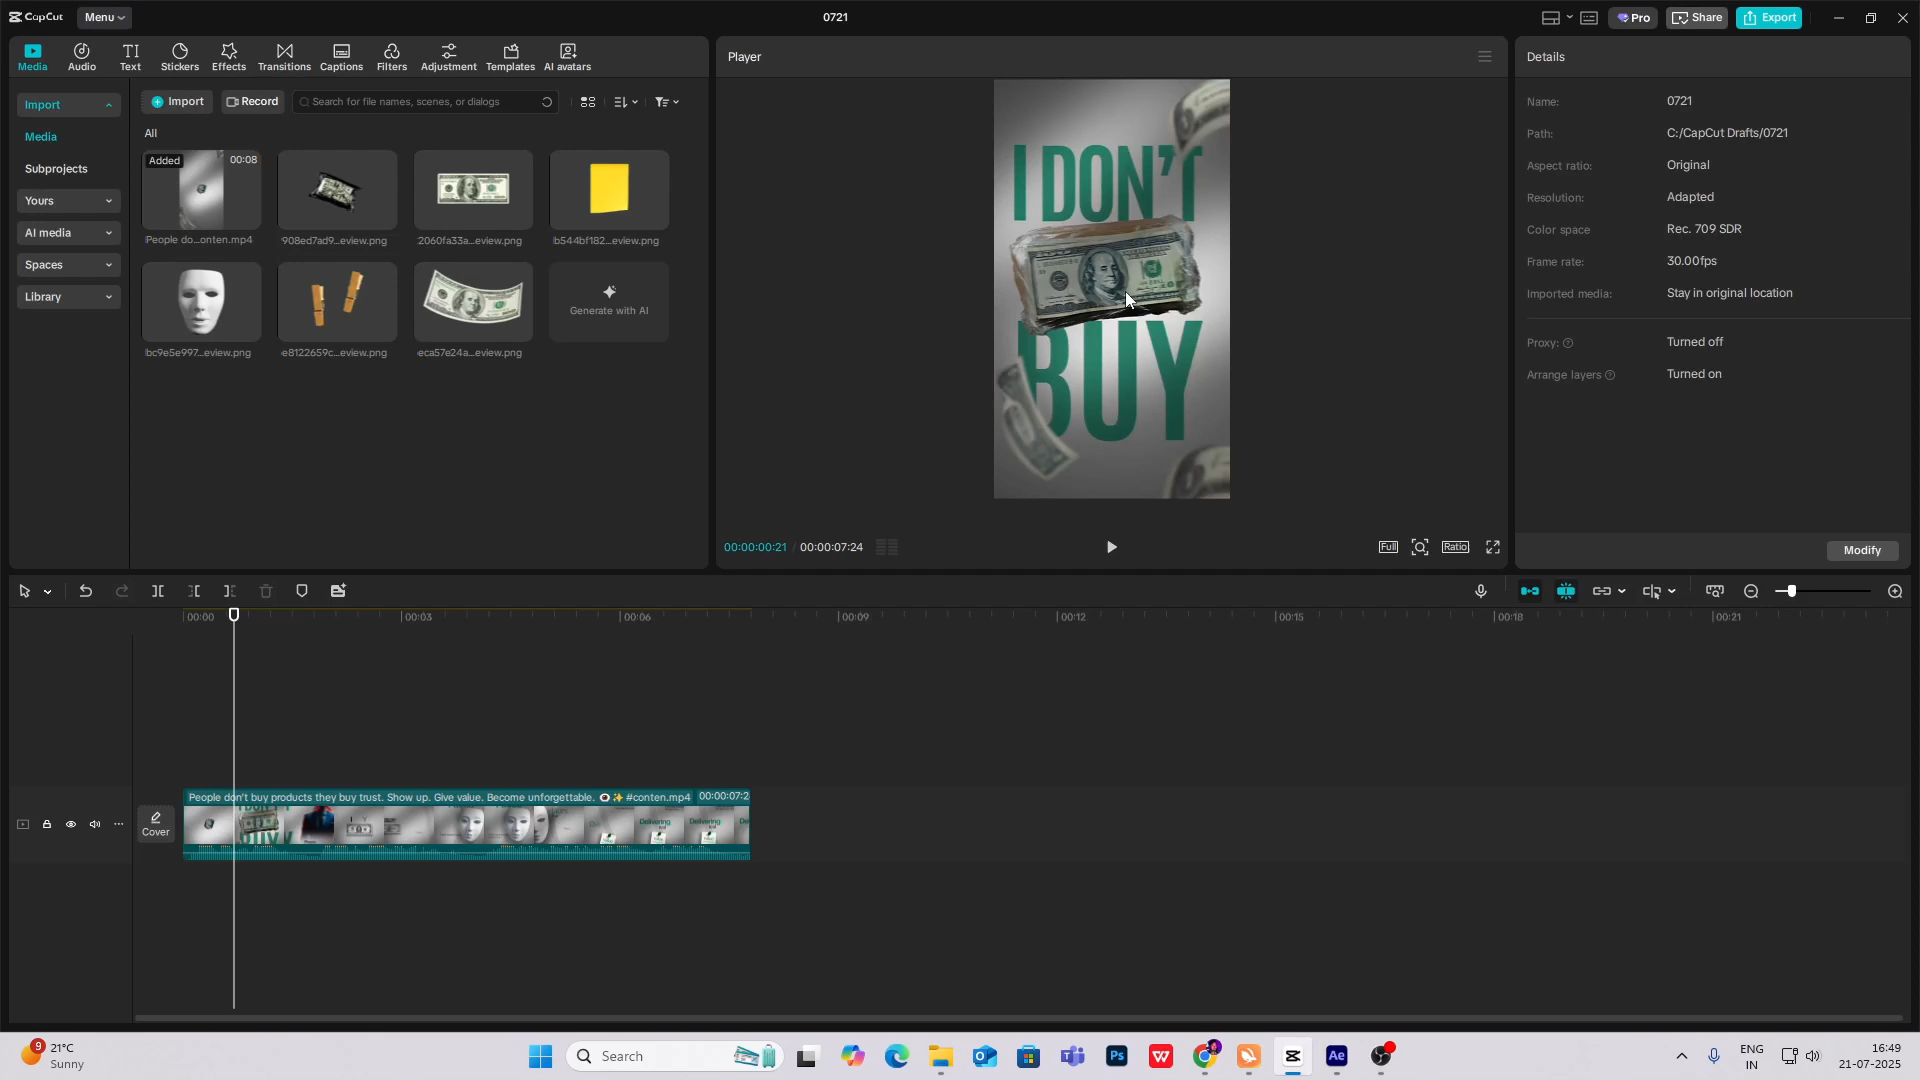 CapCut
Menu
0721
Pro
Share
Export
Media
Audio
Text
Stickers
Effects
Transitions
Captions
Filters
Adjustment
Templates
AI avatars
Import
Media
Subprojects
Yours
AI media
Spaces
Library
Import
Record
Search for file names, scenes, or dialogs
All
Added
00:08
People do...onten.mp4
908ed7ad9...eview.png
2060fa33a...eview.png
b544bf182...eview.png
bc9e5e997...eview.png
e8122659c...eview.png
eca57e24a...eview.png
Generate with AI
Player
I DON'T
BUY
00:00:00:21 / 00:00:07:24
Full
Ratio
Details
Name: 0721
Path: C:/CapCut Drafts/0721
Aspect ratio: Original
Resolution: Adapted
Color space Rec. 709 SDR
Frame rate: 30.00fps
Imported media: Stay in original location
Proxy: Turned off
Arrange layers Turned on
Modify
00:00
00:03
00:06
00:09
00:12
00:15
00:18
00:21
Cover
People don't buy products they buy trust. Show up. Give value. Become unforgettable. 👁️✨ #conten.mp4 00:00:07:2
9
21°C
Sunny
Search
Ps
W
Ae
ENG
IN
16:49
21-07-2025